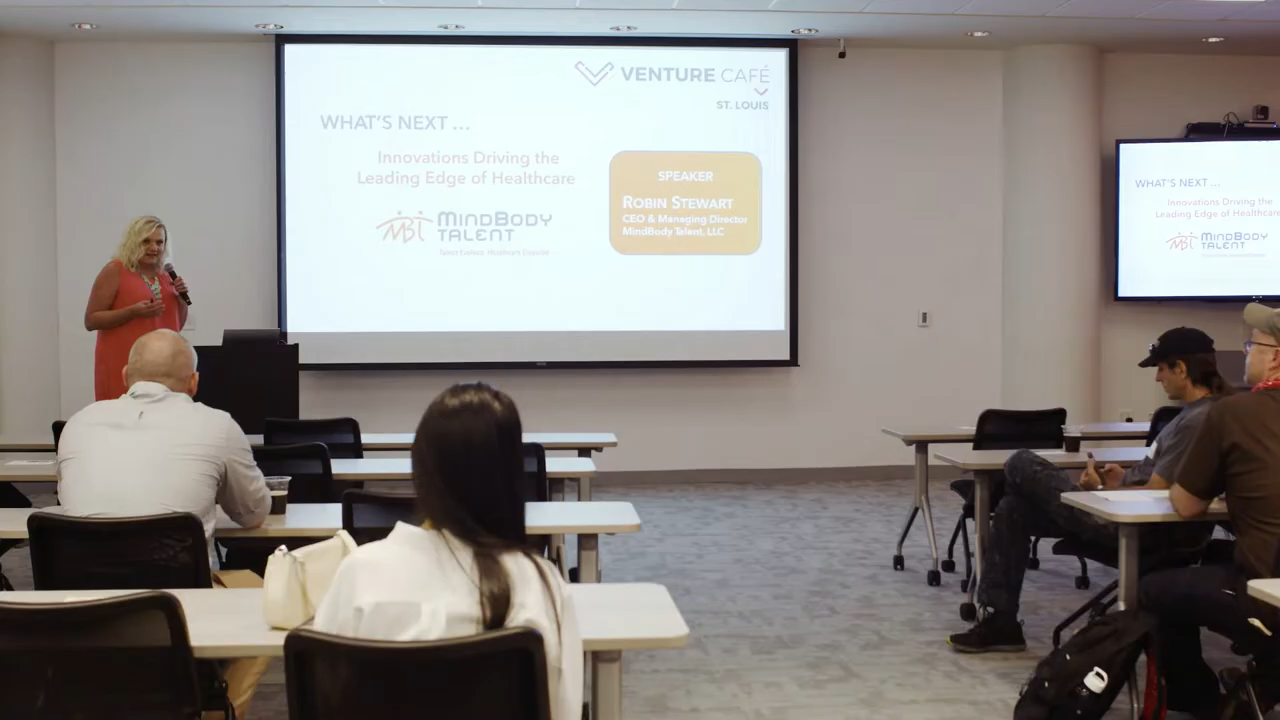 VENTURE CAFÉ
ST. LOUIS
WHAT'S NEXT ...
Innovations Driving the
Leading Edge of Healthcare
MBT MINDBODY
TALENT
SPEAKER
ROBIN STEWART
CEO & Managing Director
MindBody Talent, LLC
WHAT'S NEXT ...
Innovations Driving the
Leading Edge of Healthcare
MBT MINDBODY
TALENT